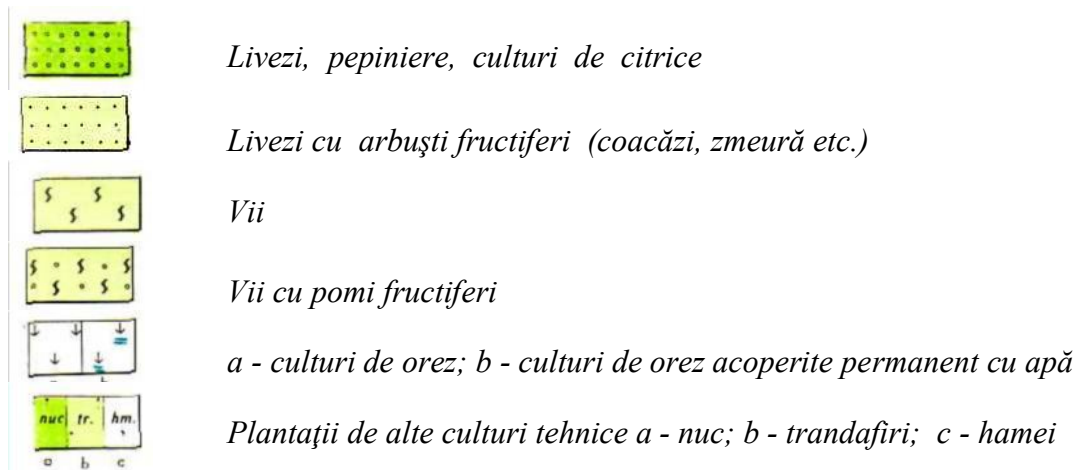 Livezi, pepiniere, culturi de citrice
Livezi cu arbuşti fructiferi (coacăzi, zmeură etc.)
Vii
Vii cu pomi fructiferi
a - culturi de orez; b - culturi de orez acoperite permanent cu apă
nuc tr. hm.
Plantaţii de alte culturi tehnice a - nuc; b - trandafiri; c - hamei
a b c